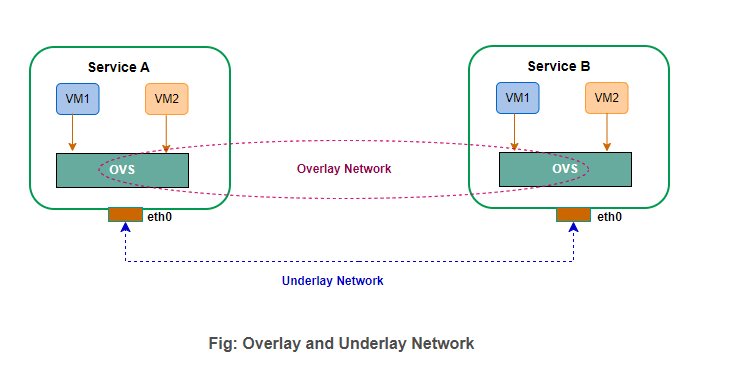 Service A
VM1
VM2
OVS
eth0
Service B
VM1
VM2
OVS
eth0
Overlay Network
Underlay Network
Fig: Overlay and Underlay Network